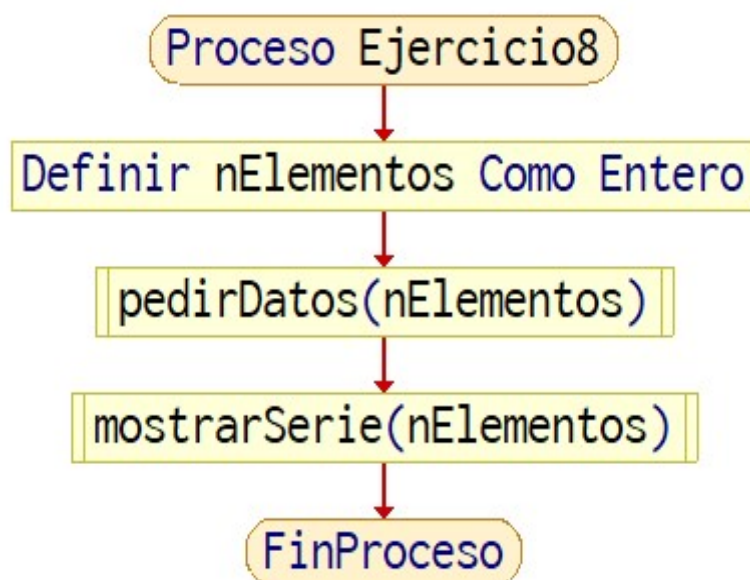 Proceso Ejercicio8
Definir nElementos Como Entero
pedirDatos(nElementos)
mostrarSerie(nElementos)
FinProceso